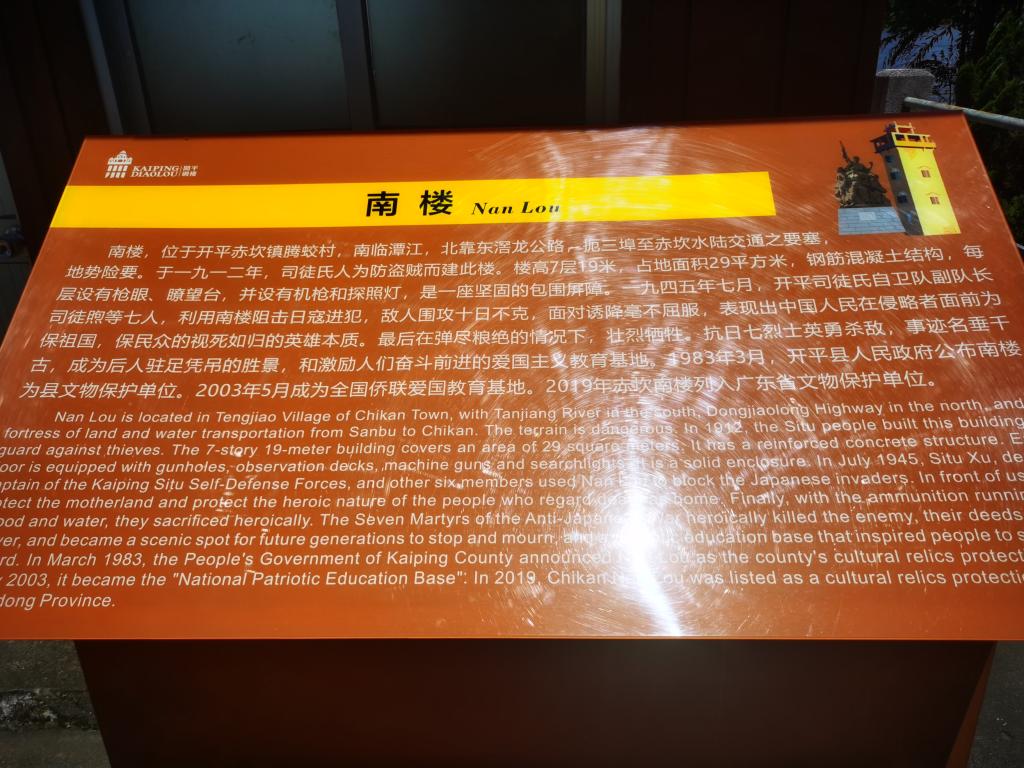 KAIPING DIAOLOU 开平碉楼
南楼 Nan Lou
南楼，位于开平赤坎镇腾蛟村，南临潭江，北靠东滘龙公路，扼三埠至赤坎水陆交通之要塞，
地势险要。于一九一二年，司徒氏人为防盗贼而建此楼。楼高7层19米，占地面积29平方米，钢筋混凝土结构，每
层设有枪眼、瞭望台，并设有机枪和探照灯，是一座坚固的包围屏障。一九四五年七月，开平司徒氏自卫队副队长
司徒煦等七人，利用南楼阻击日寇进犯，敌人围攻十日不克，面对诱降毫不屈服，表现出中国人民在侵略者面前为
保祖国，保民众的视死如归的英雄本质。最后在弹尽粮绝的情况下，壮烈牺牲。抗日七烈士英勇杀敌，事迹名垂千
古，成为后人驻足凭吊的胜景，和激励人们奋斗前进的爱国主义教育基地。1983年3月，开平县人民政府公布南楼
为县文物保护单位。2003年5月成为全国侨联爱国教育基地。2019年赤坎南楼列入广东省文物保护单位。
Nan Lou is located in Tengjiao Village of Chikan Town, with Tanjiang River in the south, Dongjiaolong Highway in the north, and
fortress of land and water transportation from Sanbu to Chikan. The terrain is dangerous. In 1912, the Situ people built this building
guard against thieves. The 7-story 19-meter building covers an area of 29 square meters. It has a reinforced concrete structure. E
oor is equipped with gunholes, observation decks, machine guns and searchlights. It is a solid enclosure. In July 1945, Situ Xu, de
ptain of the Kaiping Situ Self-Defense Forces, and other six members used Nan Lou to block the Japanese invaders. In front of us
otect the motherland and protect the heroic nature of the people who regard death as home. Finally, with the ammunition runnin
ood and water, they sacrificed heroically. The Seven Martyrs of the Anti-Japanese War heroically killed the enemy, their deeds
ver, and became a scenic spot for future generations to stop and mourn, and a education base that inspired people to s
rd. In March 1983, the People's Government of Kaiping County announced Nan Lou as the county's cultural relics protect
y 2003, it became the "National Patriotic Education Base". In 2019, Chikan Nan Lou was listed as a cultural relics protectio
dong Province.